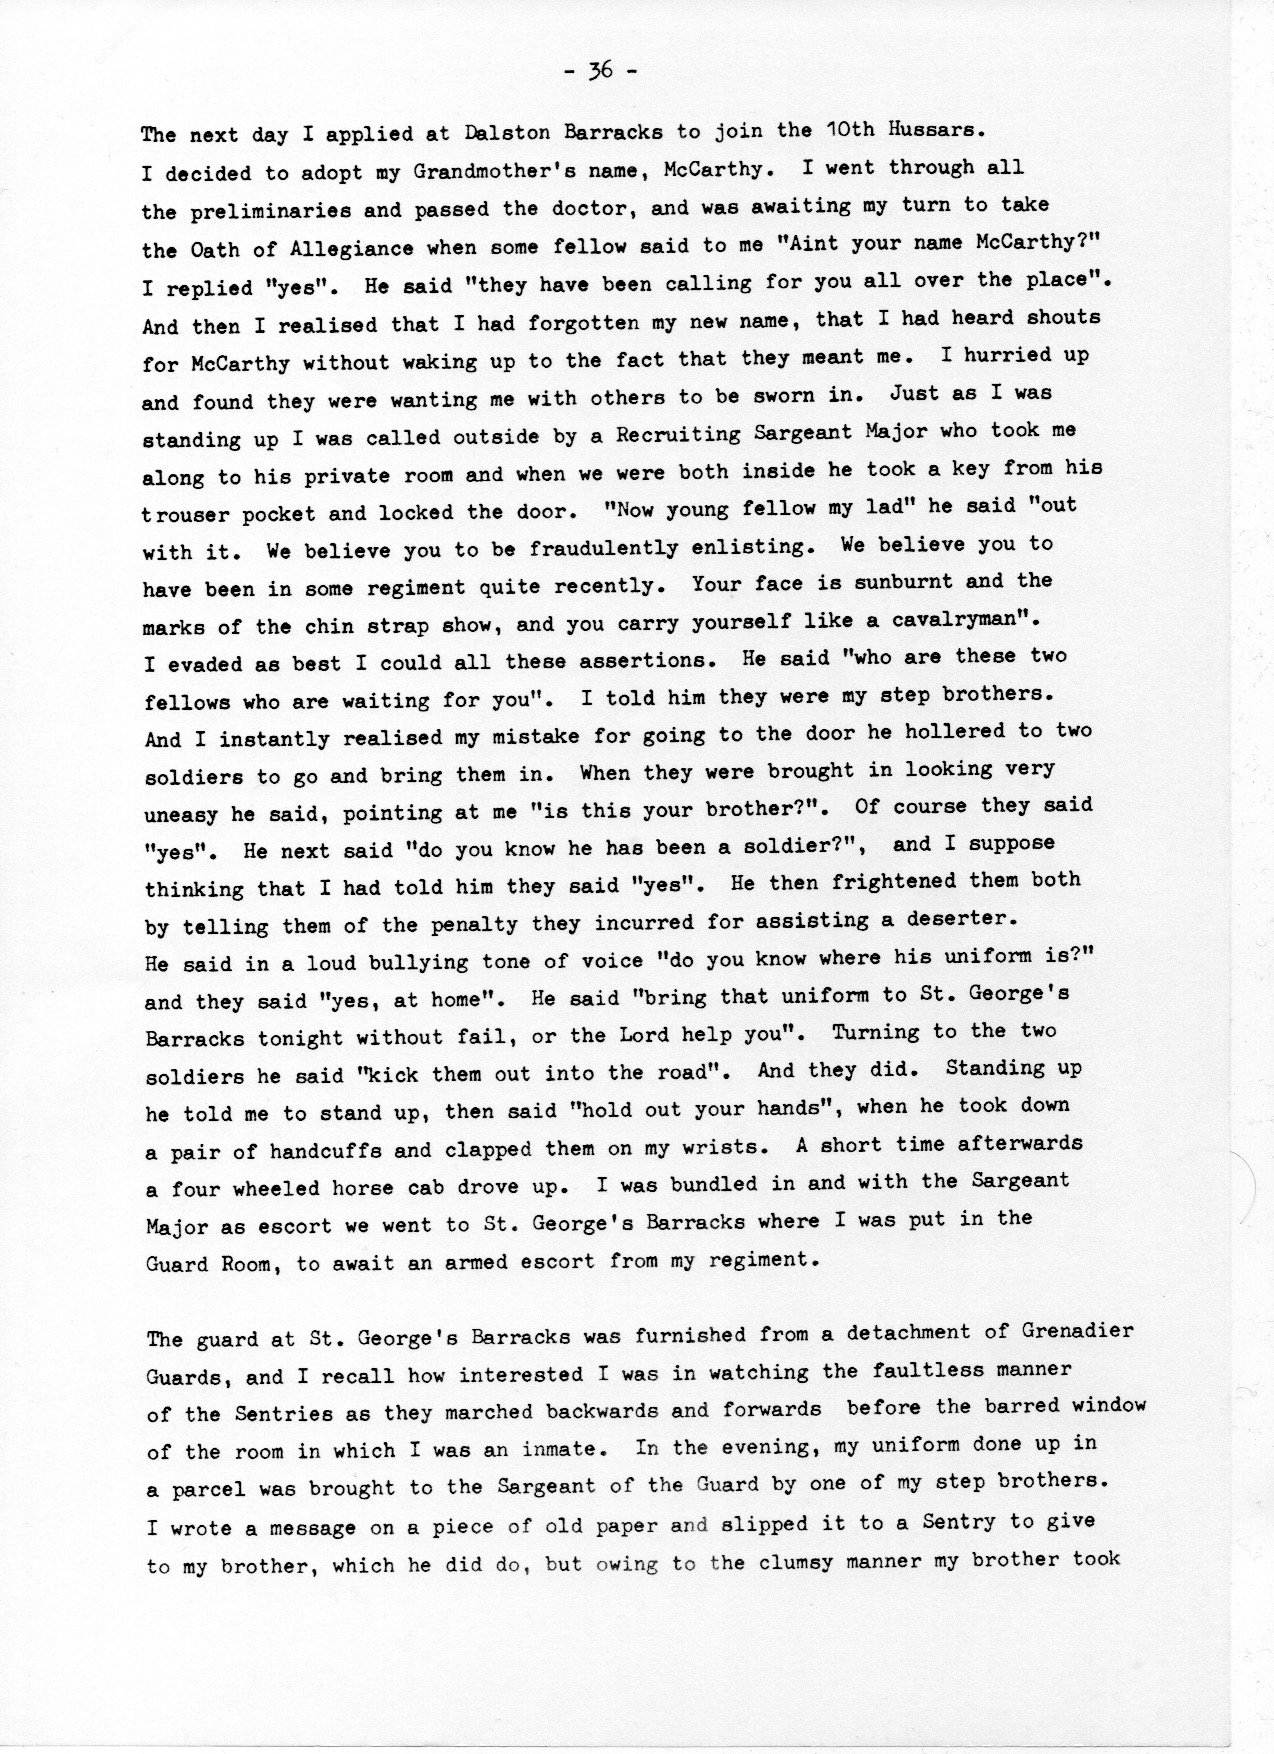 - 36 -
The next day I applied at Dalston Barracks to join the 10th Hussars.
I decided to adopt my Grandmother's name, McCarthy. I went through all
the preliminaries and passed the doctor, and was awaiting my turn to take
the Oath of Allegiance when some fellow said to me "Aint your name McCarthy?"
I replied "yes". He said "they have been calling for you all over the place".
And then I realised that I had forgotten my new name, that I had heard shouts
for McCarthy without waking up to the fact that they meant me. I hurried up
and found they were wanting me with others to be sworn in. Just as I was
standing up I was called outside by a Recruiting Sargeant Major who took me
along to his private room and when we were both inside he took a key from his
trouser pocket and locked the door. "Now young fellow my lad" he said "out
with it. We believe you to be fraudulently enlisting. We believe you to
have been in some regiment quite recently. Your face is sunburnt and the
marks of the chin strap show, and you carry yourself like a cavalryman".
I evaded as best I could all these assertions. He said "who are these two
fellows who are waiting for you". I told him they were my step brothers.
And I instantly realised my mistake for going to the door he hollered to two
soldiers to go and bring them in. When they were brought in looking very
uneasy he said, pointing at me "is this your brother?". Of course they said
"yes". He next said "do you know he has been a soldier?", and I suppose
thinking that I had told him they said "yes". He then frightened them both
by telling them of the penalty they incurred for assisting a deserter.
He said in a loud bullying tone of voice "do you know where his uniform is?"
and they said "yes, at home". He said "bring that uniform to St. George's
Barracks tonight without fail, or the Lord help you". Turning to the two
soldiers he said "kick them out into the road". And they did. Standing up
he told me to stand up, then said "hold out your hands", when he took down
a pair of handcuffs and clapped them on my wrists. A short time afterwards
a four wheeled horse cab drove up. I was bundled in and with the Sargeant
Major as escort we went to St. George's Barracks where I was put in the
Guard Room, to await an armed escort from my regiment.
The guard at St. George's Barracks was furnished from a detachment of Grenadier
Guards, and I recall how interested I was in watching the faultless manner
of the Sentries as they marched backwards and forwards before the barred window
of the room in which I was an inmate. In the evening, my uniform done up in
a parcel was brought to the Sargeant of the Guard by one of my step brothers.
I wrote a message on a piece of old paper and slipped it to a Sentry to give
to my brother, which he did do, but owing to the clumsy manner my brother took